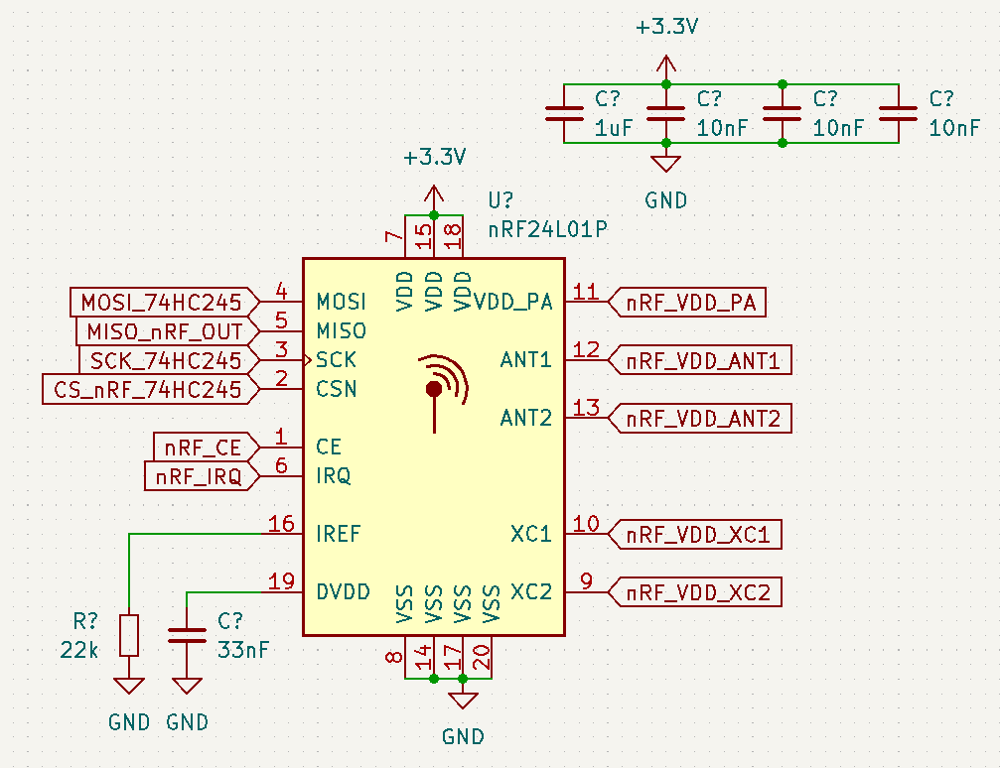 +3.3V
C?
1uF
C?
10nF
C?
10nF
C?
10nF
GND
+3.3V
U?
nRF24L01P
7
15
18
VDD
VDD
VDD
MOSI_74HC245
4
MOSI
MISO_nRF_OUT
5
MISO
SCK_74HC245
3
SCK
CS_nRF_74HC245
2
CSN
nRF_CE
1
CE
nRF_IRQ
6
IRQ
16
IREF
19
DVDD
VDD_PA
11
nRF_VDD_PA
ANT1
12
nRF_VDD_ANT1
ANT2
13
nRF_VDD_ANT2
XC1
10
nRF_VDD_XC1
XC2
9
nRF_VDD_XC2
VSS
VSS
VSS
VSS
8
14
17
20
R?
22k
C?
33nF
GND
GND
GND